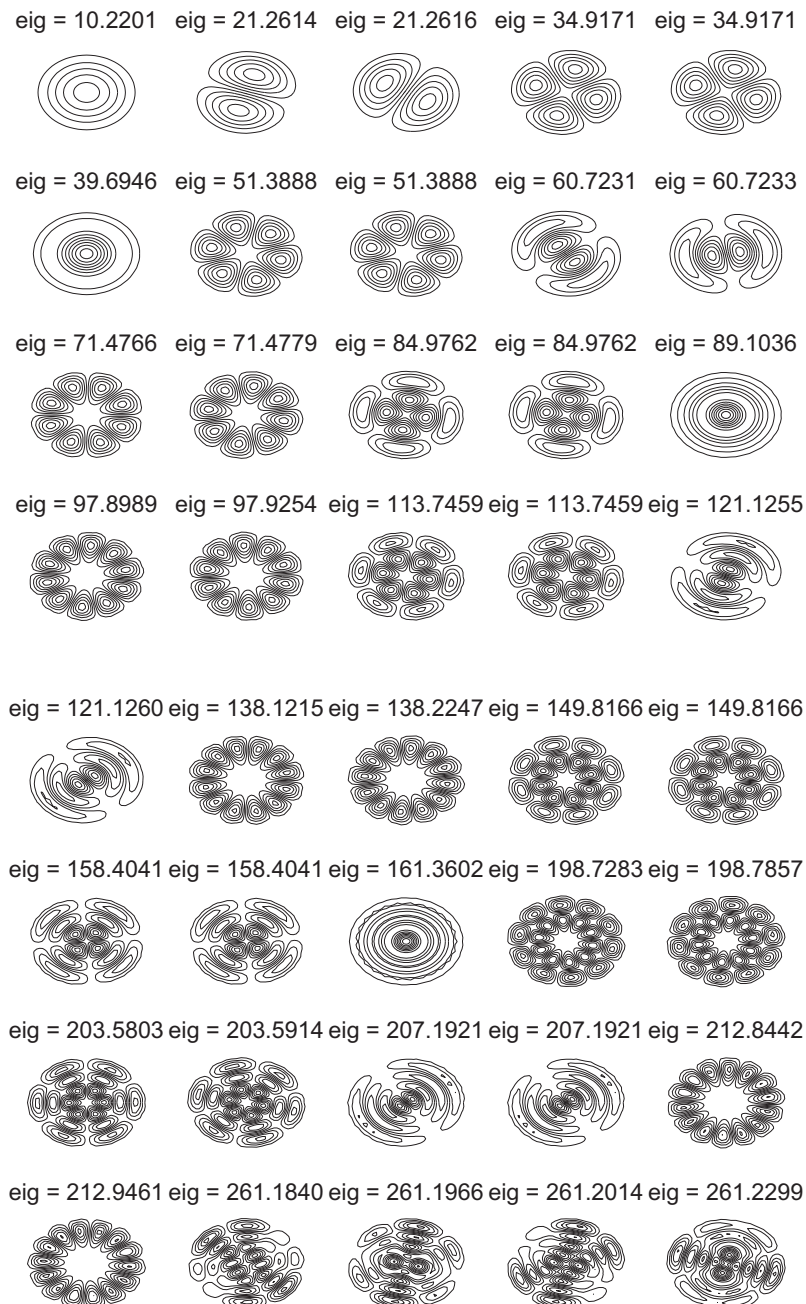 eig = 10.2201 eig = 21.2614 eig = 21.2616 eig = 34.9171 eig = 34.9171
eig = 39.6946 eig = 51.3888 eig = 51.3888 eig = 60.7231 eig = 60.7233
eig = 71.4766 eig = 71.4779 eig = 84.9762 eig = 84.9762 eig = 89.1036
eig = 97.8989 eig = 97.9254 eig = 113.7459 eig = 113.7459 eig = 121.1255
eig = 121.1260 eig = 138.1215 eig = 138.2247 eig = 149.8166 eig = 149.8166
eig = 158.4041 eig = 158.4041 eig = 161.3602 eig = 198.7283 eig = 198.7857
eig = 203.5803 eig = 203.5914 eig = 207.1921 eig = 207.1921 eig = 212.8442
eig = 212.9461 eig = 261.1840 eig = 261.1966 eig = 261.2014 eig = 261.2299